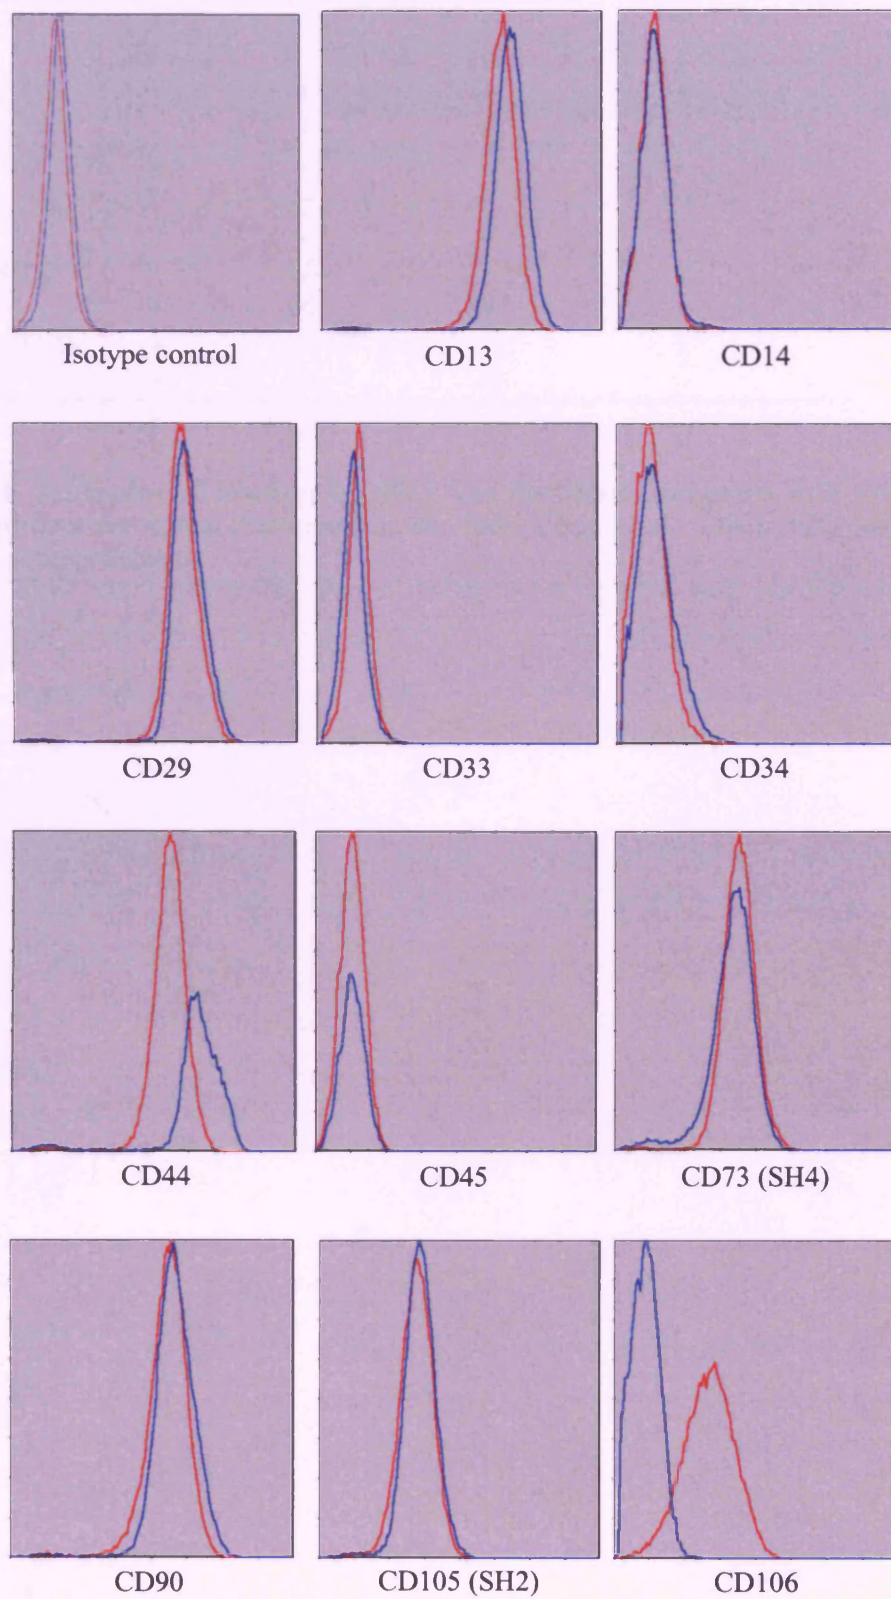 Isotype control
CD13
CD14
CD29
CD33
CD34
CD44
CD45
CD73 (SH4)
CD90
CD105 (SH2)
CD106